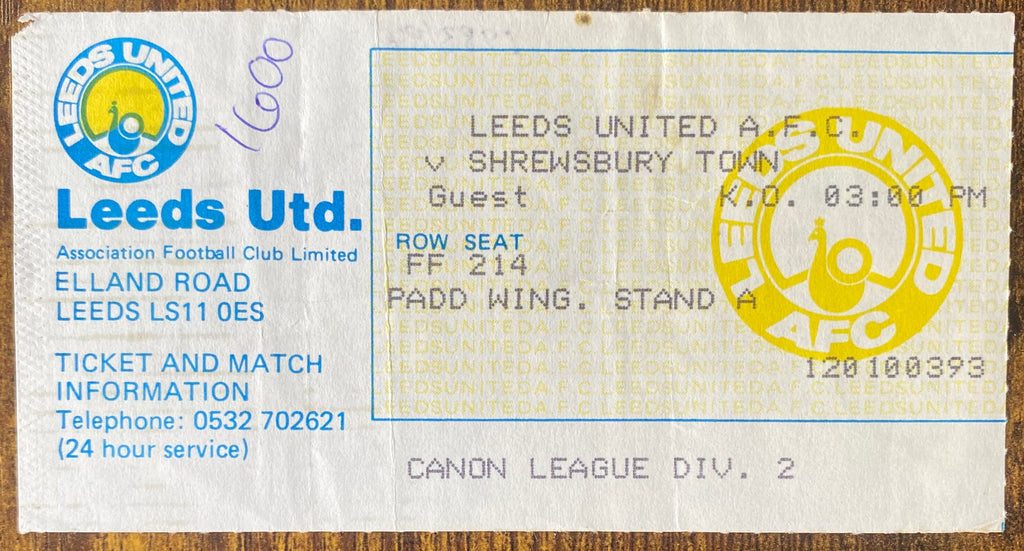 LEEDS UNITED
AFC
1600
Leeds Utd.
Association Football Club Limited
ELLAND ROAD
LEEDS LS11 0ES
TICKET AND MATCH
INFORMATION
Telephone: 0532 702621
(24 hour service)
LEEDS UNITED A.F.C.
v SHREWSBURY TOWN
Guest K.O. 03:00 PM
ROW SEAT
FF 214
PADD WING. STAND A
LEEDS UNITED
AFC
120100393
CANON LEAGUE DIV. 2